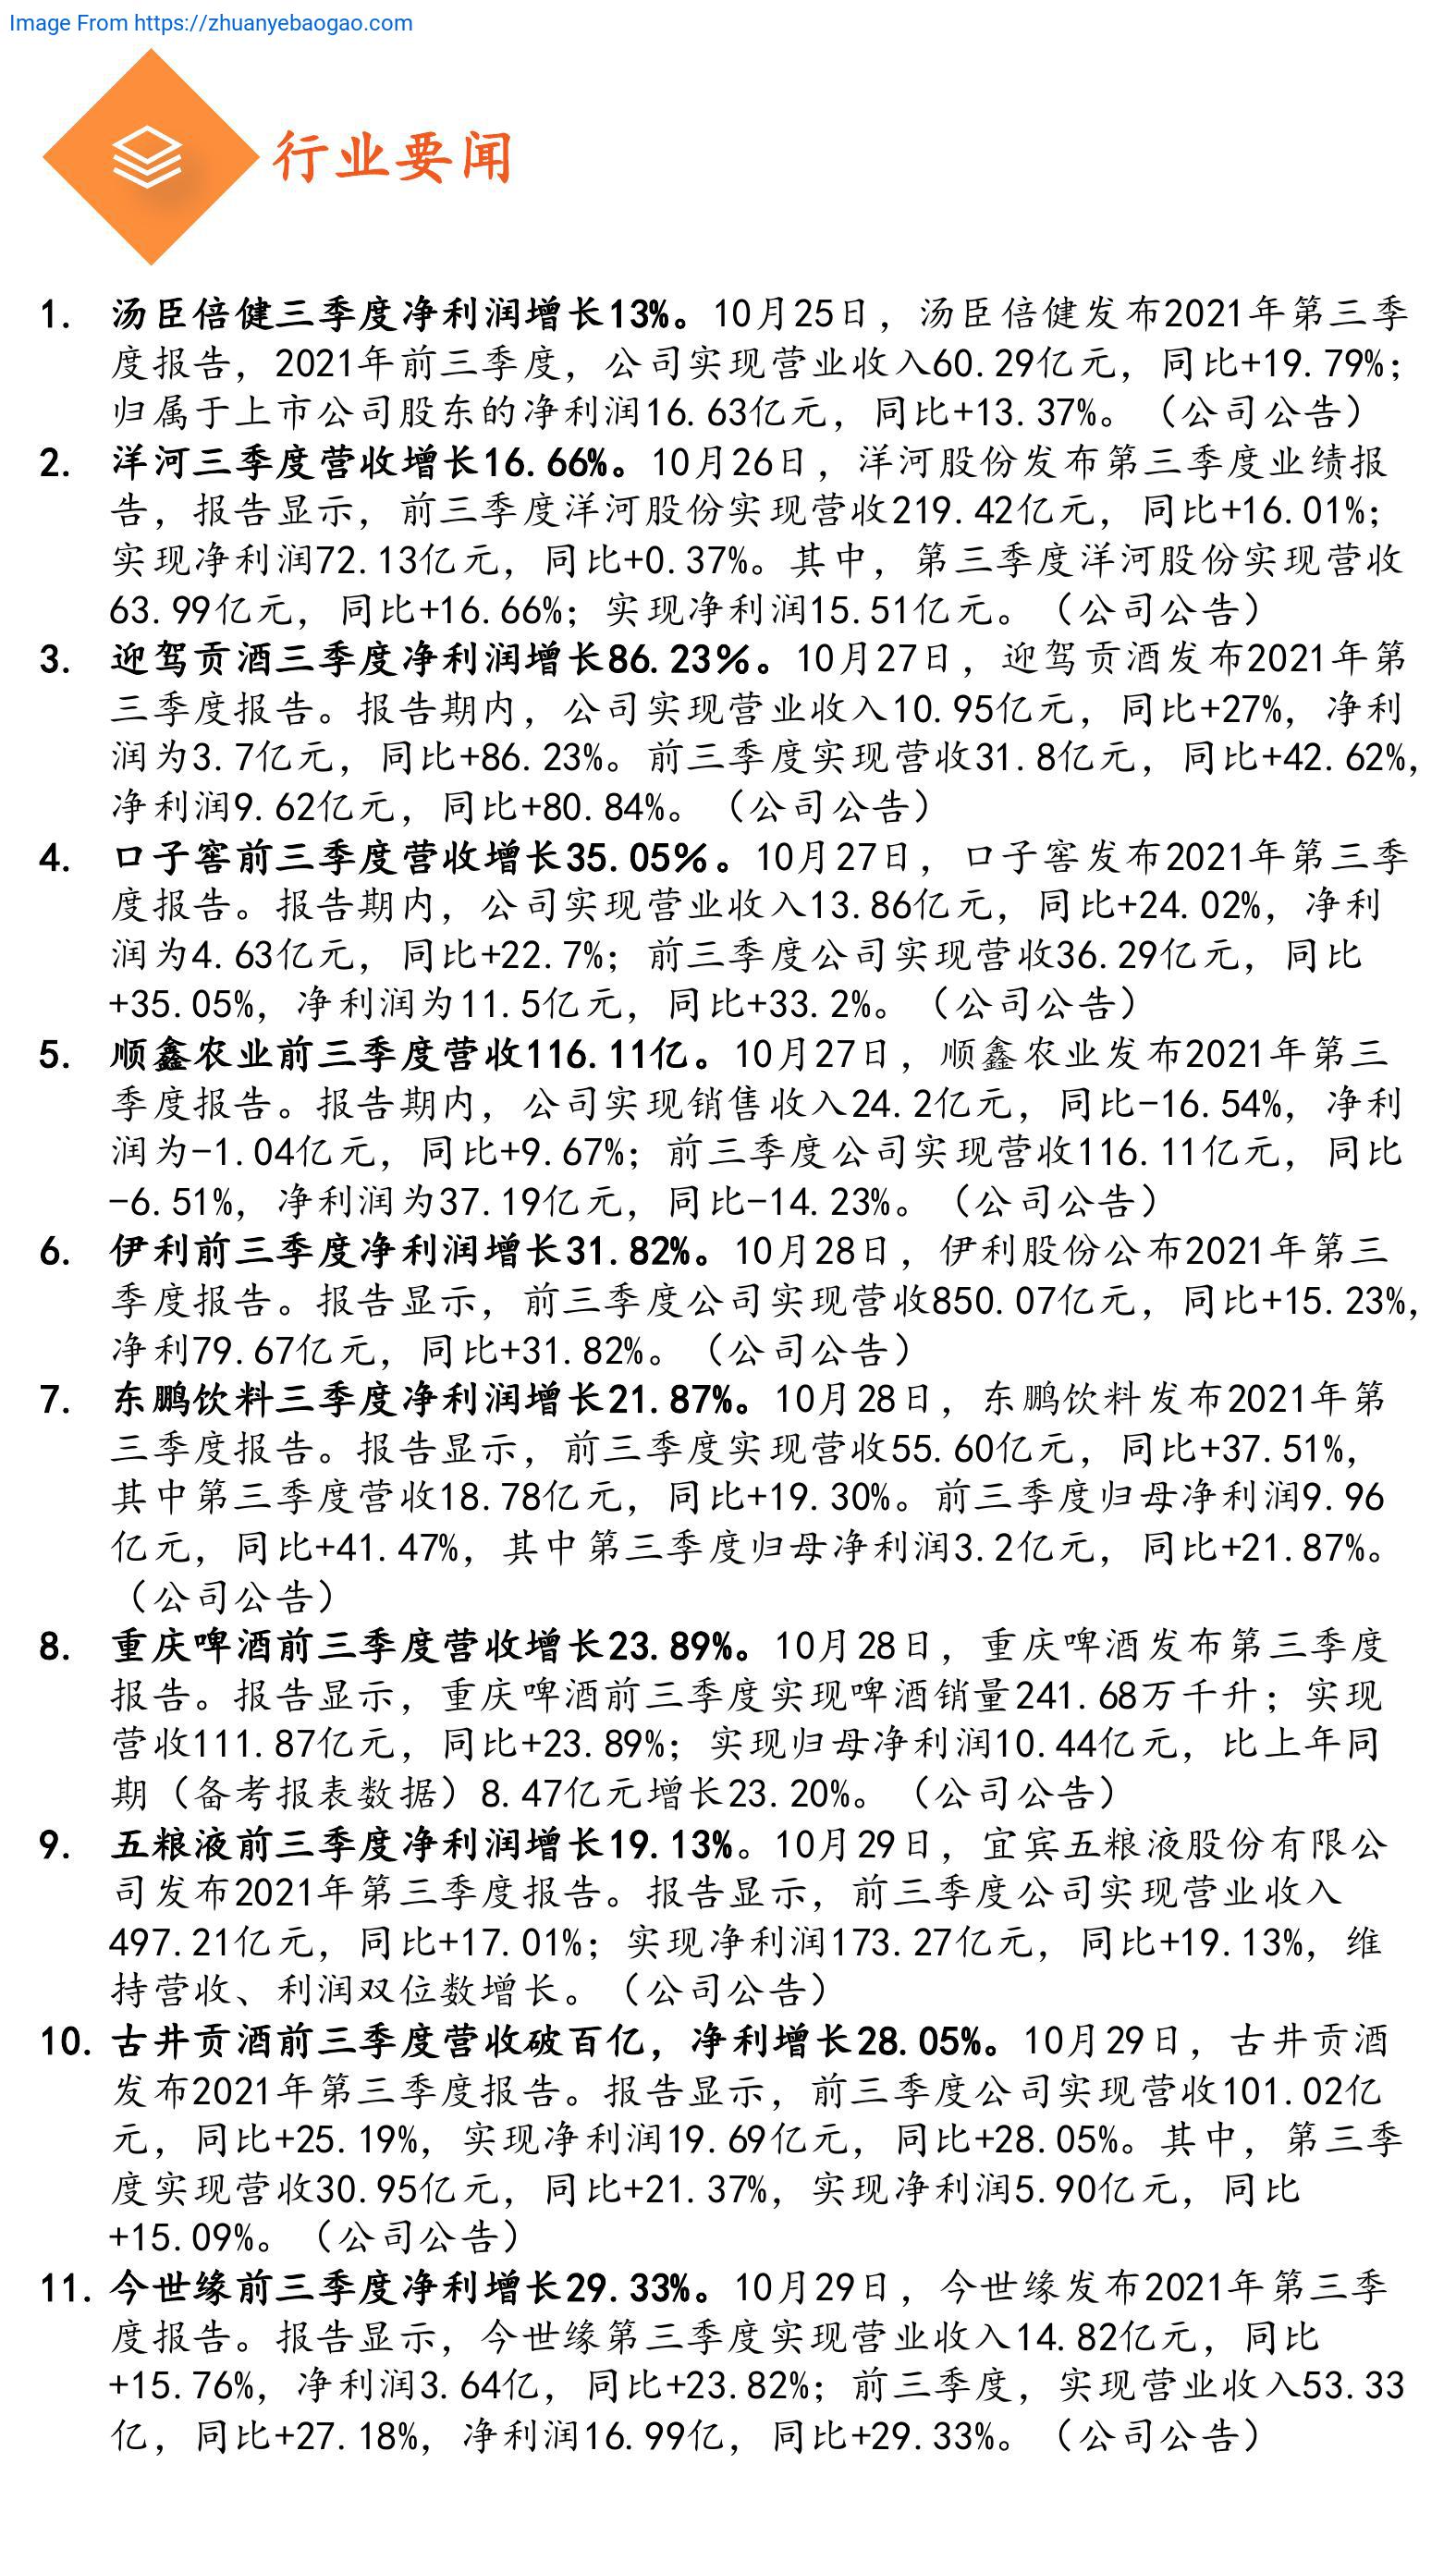 Image From https://zhuanyebaogao.com
行业要闻
1. 汤臣倍健三季度净利润增长13%。10月25日，汤臣倍健发布2021年第三季
度报告，2021年前三季度，公司实现营业收入60.29亿元，同比+19.79%；
归属于上市公司股东的净利润16.63亿元，同比+13.37%。（公司公告）
2. 洋河三季度营收增长16.66%。10月26日，洋河股份发布第三季度业绩报
告，报告显示，前三季度洋河股份实现营收219.42亿元，同比+16.01%；
实现净利润72.13亿元，同比+0.37%。其中，第三季度洋河股份实现营收
63.99亿元，同比+16.66%；实现净利润15.51亿元。（公司公告）
3. 迎驾贡酒三季度净利润增长86.23%。10月27日，迎驾贡酒发布2021年第
三季度报告。报告期内，公司实现营业收入10.95亿元，同比+27%，净利
润为3.7亿元，同比+86.23%。前三季度实现营收31.8亿元，同比+42.62%，
净利润9.62亿元，同比+80.84%。（公司公告）
4. 口子窖前三季度营收增长35.05%。10月27日，口子窖发布2021年第三季
度报告。报告期内，公司实现营业收入13.86亿元，同比+24.02%，净利
润为4.63亿元，同比+22.7%；前三季度公司实现营收36.29亿元，同比
+35.05%，净利润为11.5亿元，同比+33.2%。（公司公告）
5. 顺鑫农业前三季度营收116.11亿。10月27日，顺鑫农业发布2021年第三
季度报告。报告期内，公司实现销售收入24.2亿元，同比-16.54%，净利
润为-1.04亿元，同比+9.67%；前三季度公司实现营收116.11亿元，同比
-6.51%，净利润为37.19亿元，同比-14.23%。（公司公告）
6. 伊利前三季度净利润增长31.82%。10月28日，伊利股份公布2021年第三
季度报告。报告显示，前三季度公司实现营收850.07亿元，同比+15.23%，
净利79.67亿元，同比+31.82%。（公司公告）
7. 东鹏饮料三季度净利润增长21.87%。10月28日，东鹏饮料发布2021年第
三季度报告。报告显示，前三季度实现营收55.60亿元，同比+37.51%，
其中第三季度营收18.78亿元，同比+19.30%。前三季度归母净利润9.96
亿元，同比+41.47%，其中第三季度归母净利润3.2亿元，同比+21.87%。
（公司公告）
8. 重庆啤酒前三季度营收增长23.89%。10月28日，重庆啤酒发布第三季度
报告。报告显示，重庆啤酒前三季度实现啤酒销量241.68万千升；实现
营收111.87亿元，同比+23.89%；实现归母净利润10.44亿元，比上年同
期（备考报表数据）8.47亿元增长23.20%。（公司公告）
9. 五粮液前三季度净利润增长19.13%。10月29日，宜宾五粮液股份有限公
司发布2021年第三季度报告。报告显示，前三季度公司实现营业收入
497.21亿元，同比+17.01%；实现净利润173.27亿元，同比+19.13%，维
持营收、利润双位数增长。（公司公告）
10. 古井贡酒前三季度营收破百亿，净利增长28.05%。10月29日，古井贡酒
发布2021年第三季度报告。报告显示，前三季度公司实现营收101.02亿
元，同比+25.19%，实现净利润19.69亿元，同比+28.05%。其中，第三季
度实现营收30.95亿元，同比+21.37%，实现净利润5.90亿元，同比
+15.09%。（公司公告）
11. 今世缘前三季度净利增长29.33%。10月29日，今世缘发布2021年第三季
度报告。报告显示，今世缘第三季度实现营业收入14.82亿元，同比
+15.76%，净利润3.64亿，同比+23.82%；前三季度，实现营业收入53.33
亿，同比+27.18%，净利润16.99亿，同比+29.33%。（公司公告）